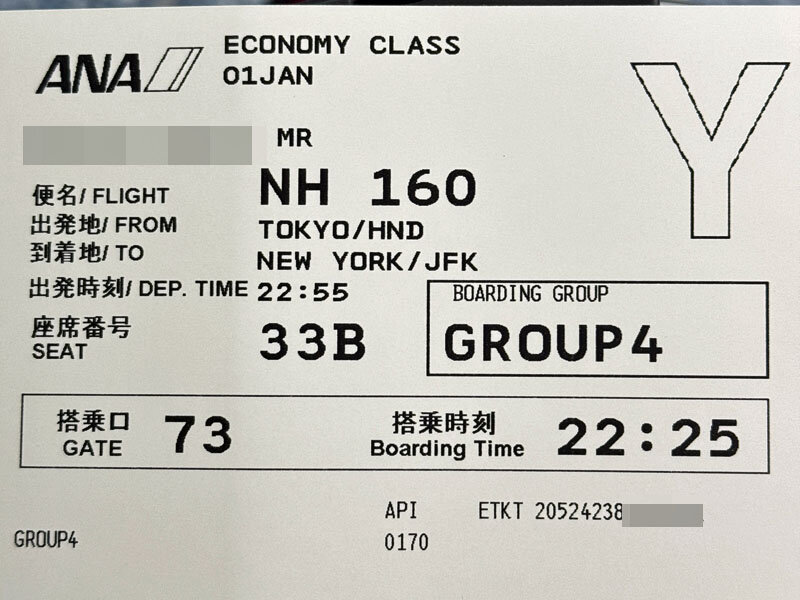 ANA
ECONOMY CLASS
01JAN
Y
MR
便名/ FLIGHT NH 160
出発地/ FROM TOKYO/HND
到着地/ TO NEW YORK/JFK
出発時刻/ DEP. TIME 22:55
BOARDING GROUP
GROUP4
座席番号
SEAT 33B
搭乗口
GATE 73
搭乗時刻
Boarding Time 22:25
API ETKT 20524238
GROUP4 0170